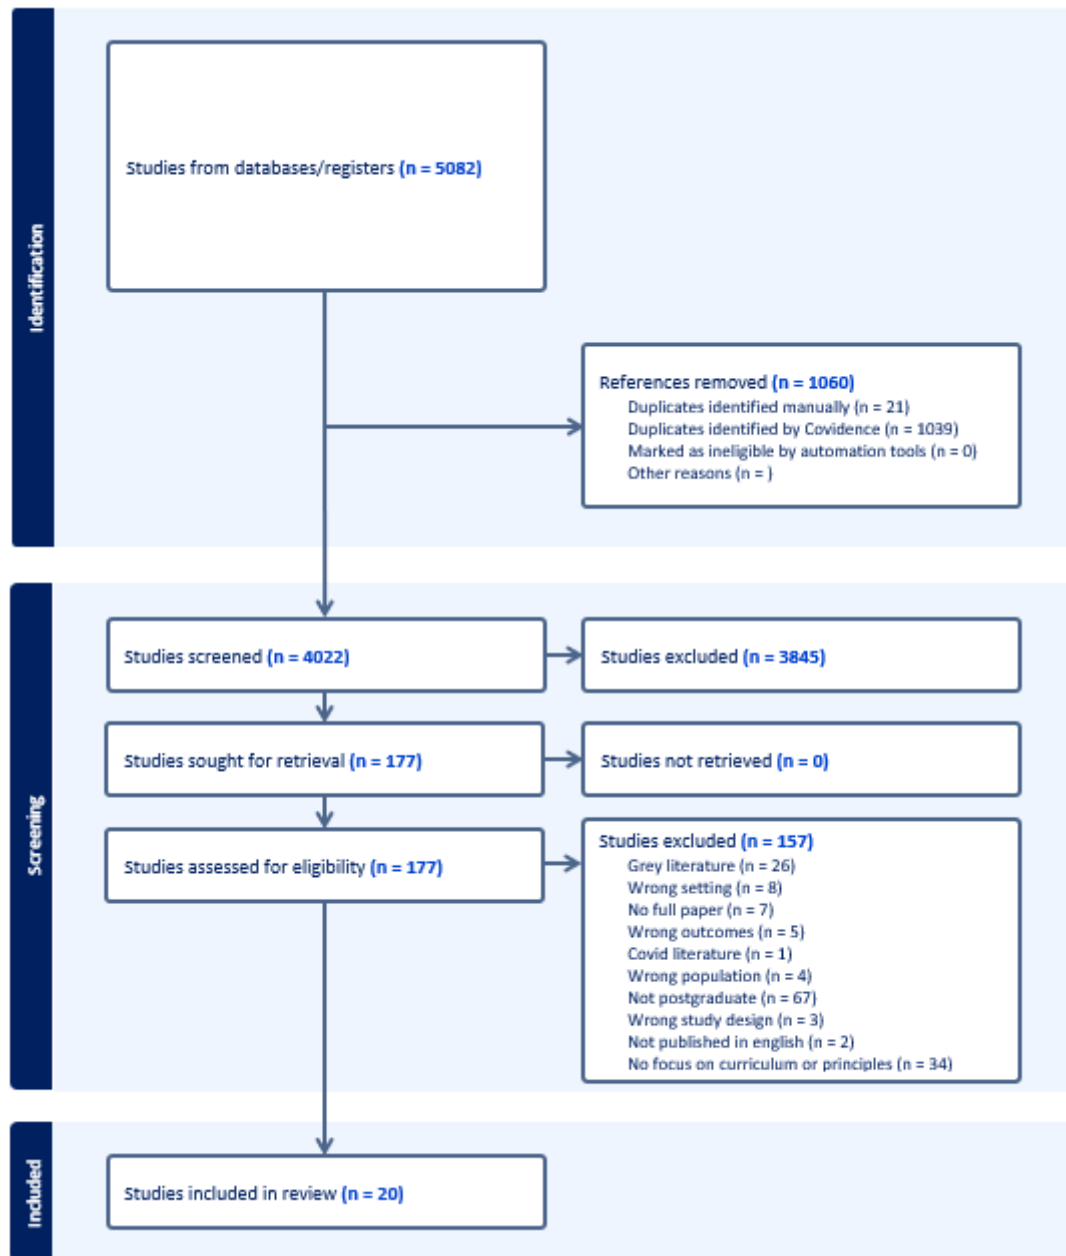 Identification
Studies from databases/registers (n = 5082)
References removed (n = 1060)
Duplicates identified manually (n = 21)
Duplicates identified by Covidence (n = 1039)
Marked as ineligible by automation tools (n = 0)
Other reasons (n = )
Screening
Studies screened (n = 4022)
Studies excluded (n = 3845)
Studies sought for retrieval (n = 177)
Studies not retrieved (n = 0)
Studies assessed for eligibility (n = 177)
Studies excluded (n = 157)
Grey literature (n = 26)
Wrong setting (n = 8)
No full paper (n = 7)
Wrong outcomes (n = 5)
Covid literature (n = 1)
Wrong population (n = 4)
Not postgraduate (n = 67)
Wrong study design (n = 3)
Not published in english (n = 2)
No focus on curriculum or principles (n = 34)
Included
Studies included in review (n = 20)